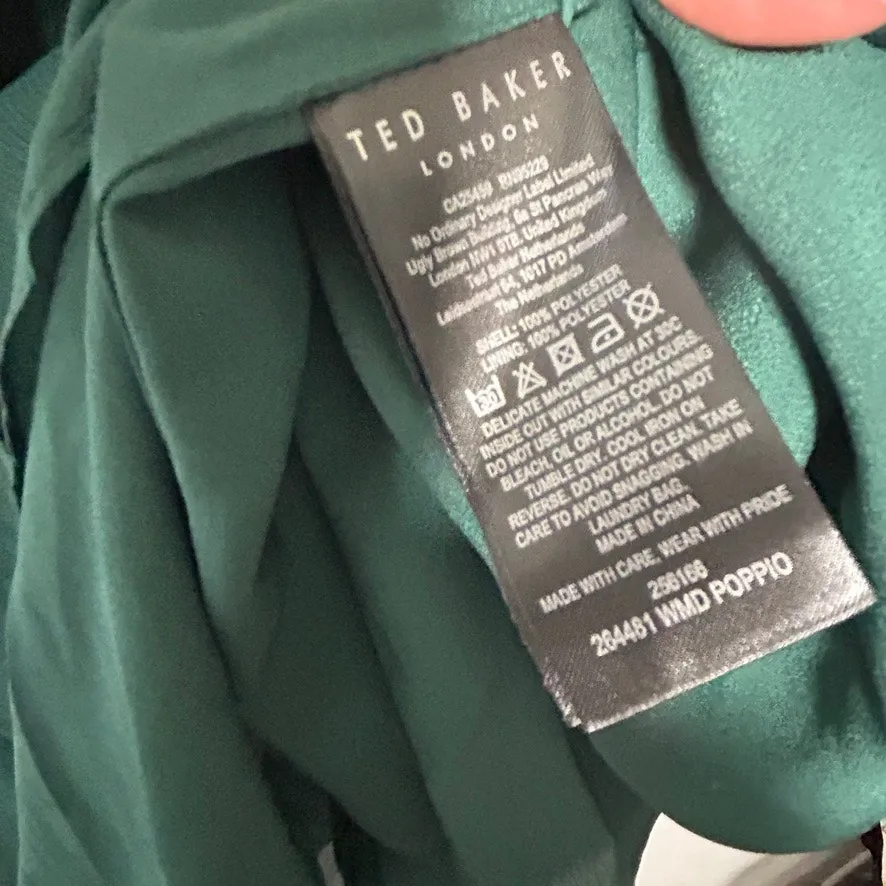 TED BAKER
LONDON
CA25459 RN95229
No Ordinary Designer Label Limited
Ugly Brown Building, 6a St Pancras Way
London NW1 0TB. United Kingdom
Ted Baker Netherlands
64, 1017 PD Amsterdam
The Netherlands
SHELL: 100% POLYESTER
LINING: 100% POLYESTER
30
DELICATE MACHINE WASH AT 30C
INSIDE OUT WITH SIMILAR COLOURS.
DO NOT USE PRODUCTS CONTAINING
BLEACH, OIL OR ALCOHOL. DO NOT
TUMBLE DRY. COOL IRON ON
REVERSE. DO NOT DRY CLEAN. TAKE
CARE TO AVOID SNAGGING. WASH IN
LAUNDRY BAG.
MADE IN CHINA
MADE WITH CARE, WEAR WITH PRIDE
256166
264481 WMD POPPIO